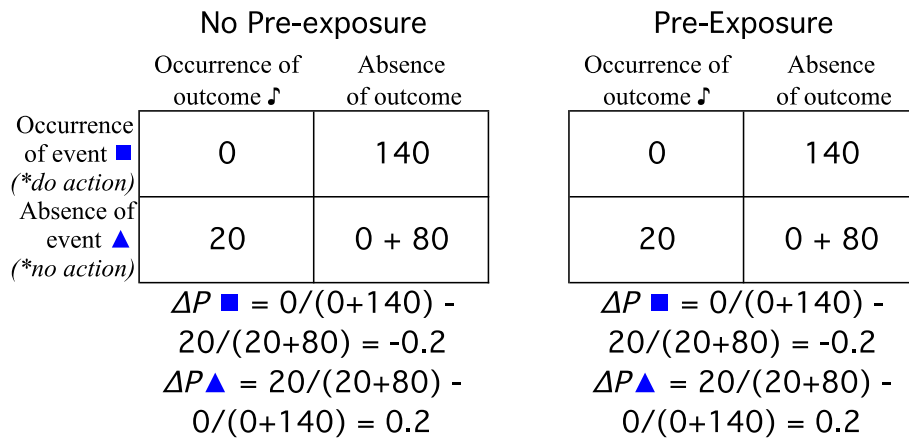 No Pre-exposure
Pre-Exposure
Occurrence of outcome ♪
Absence of outcome
Occurrence of outcome ♪
Absence of outcome
Occurrence of event ■ (*do action)
0
140
0
140
Absence of event ▲ (*no action)
20
0 + 80
20
0 + 80
ΔP ■ = 0/(0+140) -
20/(20+80) = -0.2
ΔP▲ = 20/(20+80) -
0/(0+140) = 0.2
ΔP ■ = 0/(0+140) -
20/(20+80) = -0.2
ΔP▲ = 20/(20+80) -
0/(0+140) = 0.2